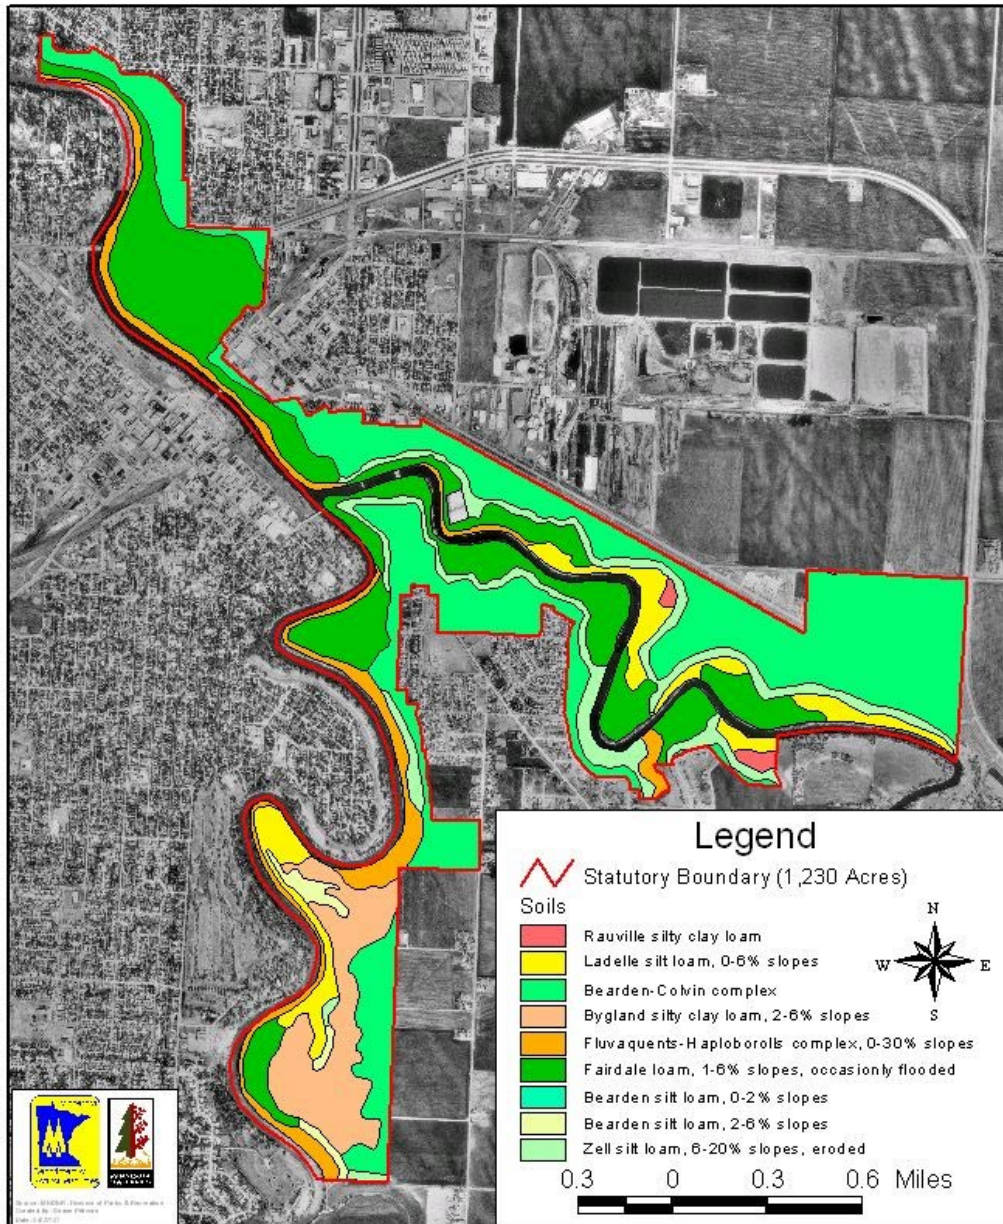 Legend
Statutory Boundary (1,230 Acres)
Soils
Rauville silty clay loam
Ladelle silt loam, 0-6% slopes
Bearden-Colvin complex
Bygland silty clay loam, 2-6% slopes
Fluvaquents-Haploborolls complex, 0-30% slopes
Fairdale loam, 1-6% slopes, occasionly flooded
Bearden silt loam, 0-2% slopes
Bearden silt loam, 2-6% slopes
Zell silt loam, 6-20% slopes, eroded
N
W E
S
0.3 0 0.3 0.6 Miles